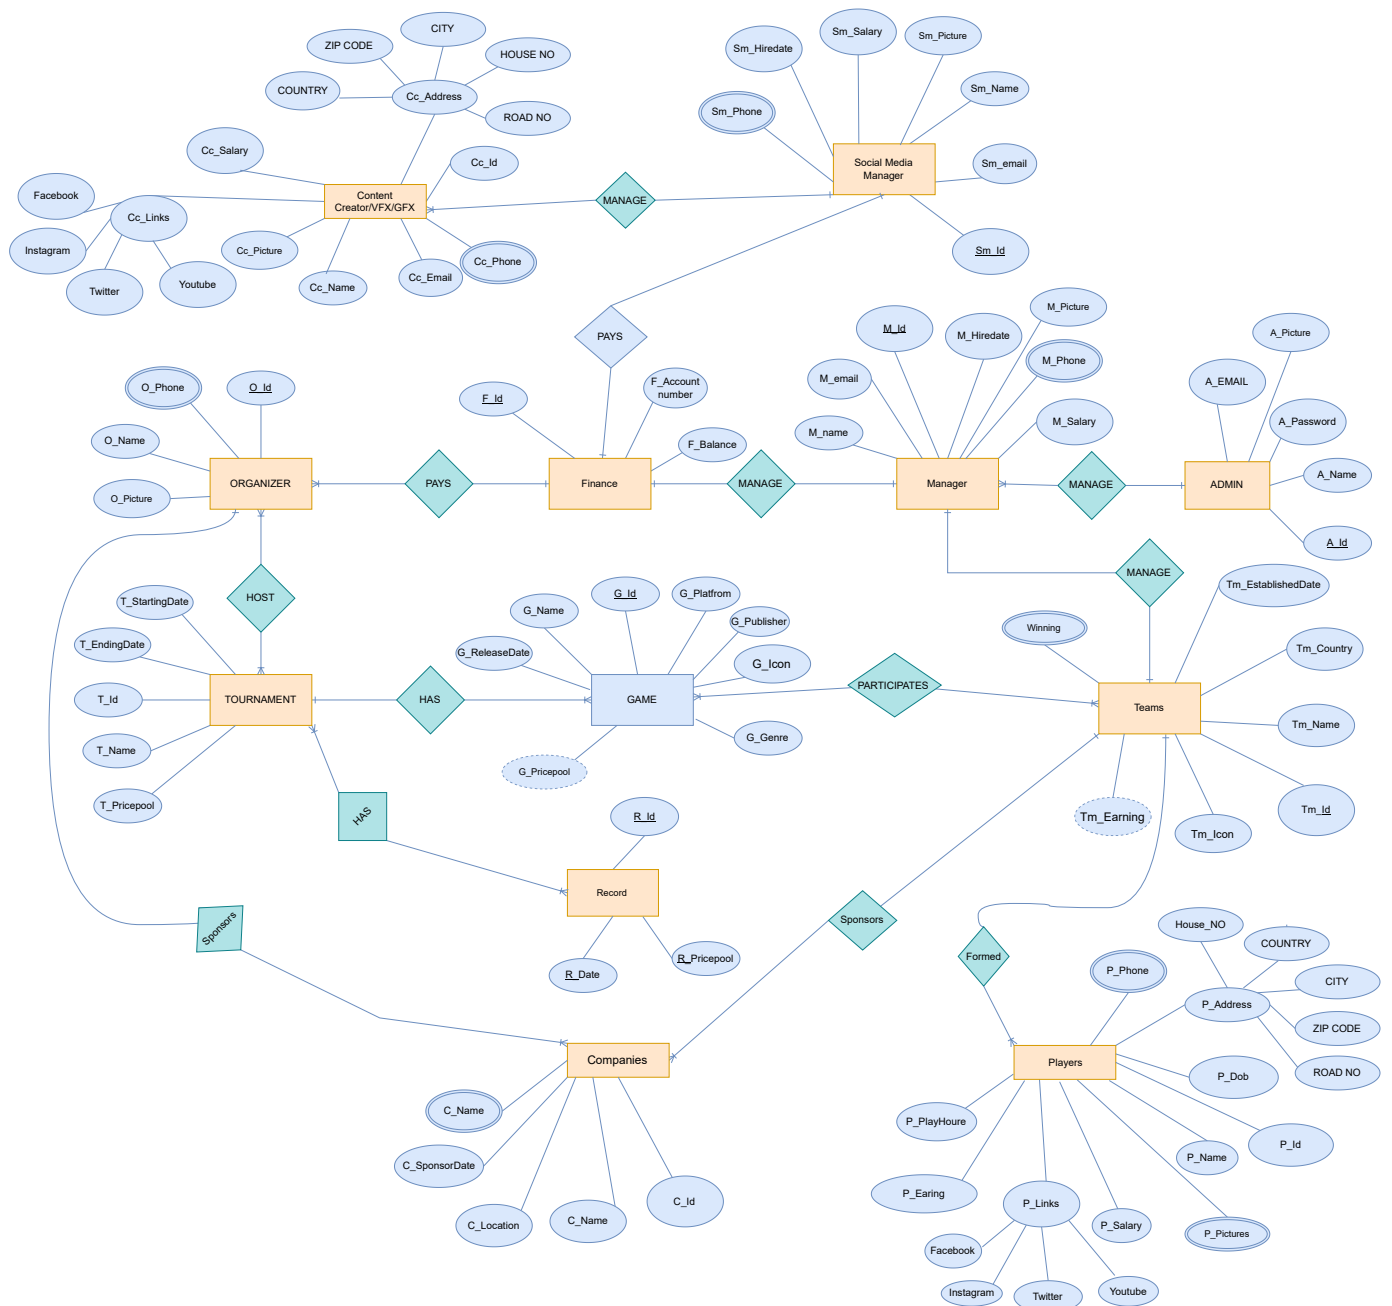 CITY
ZIP CODE
HOUSE NO
COUNTRY
Cc_Address
ROAD NO
Cc_Salary
Cc_Id
Facebook
Content
Creator/VFX/GFX
Cc_Links
Instagram
Cc_Picture
Cc_Phone
Twitter
Youtube
Cc_Name
Cc_Email
MANAGE
Sm_Hiredate
Sm_Salary
Sm_Picture
Sm_Name
Sm_Phone
Social Media
Manager
Sm_email
Sm_Id
PAYS
M_Id
M_Hiredate
M_Picture
M_Phone
M_email
M_name
M_Salary
A_Picture
A_EMAIL
A_Password
A_Name
A_Id
O_Phone
O_Id
O_Name
O_Picture
F_Id
F_Account
number
F_Balance
ORGANIZER
PAYS
Finance
MANAGE
Manager
MANAGE
ADMIN
MANAGE
HOST
T_StartingDate
T_EndingDate
T_Id
T_Name
T_Pricepool
TOURNAMENT
HAS
G_Name
G_Id
G_Platfrom
G_Publisher
G_ReleaseDate
G_Icon
GAME
G_Genre
G_Pricepool
PARTICIPATES
Winning
Tm_EstablishedDate
Tm_Country
Teams
Tm_Name
Tm_Id
Tm_Earning
Tm_Icon
HAS
R_Id
Record
R_Date
R_Pricepool
Sponsors
Sponsors
Formed
Companies
C_Name
C_SponsorDate
C_Location
C_Name
C_Id
House_NO
COUNTRY
P_Phone
CITY
P_Address
ZIP CODE
ROAD NO
Players
P_Dob
P_PlayHoure
P_Id
P_Name
P_Earing
P_Links
P_Salary
P_Pictures
Facebook
Instagram
Twitter
Youtube